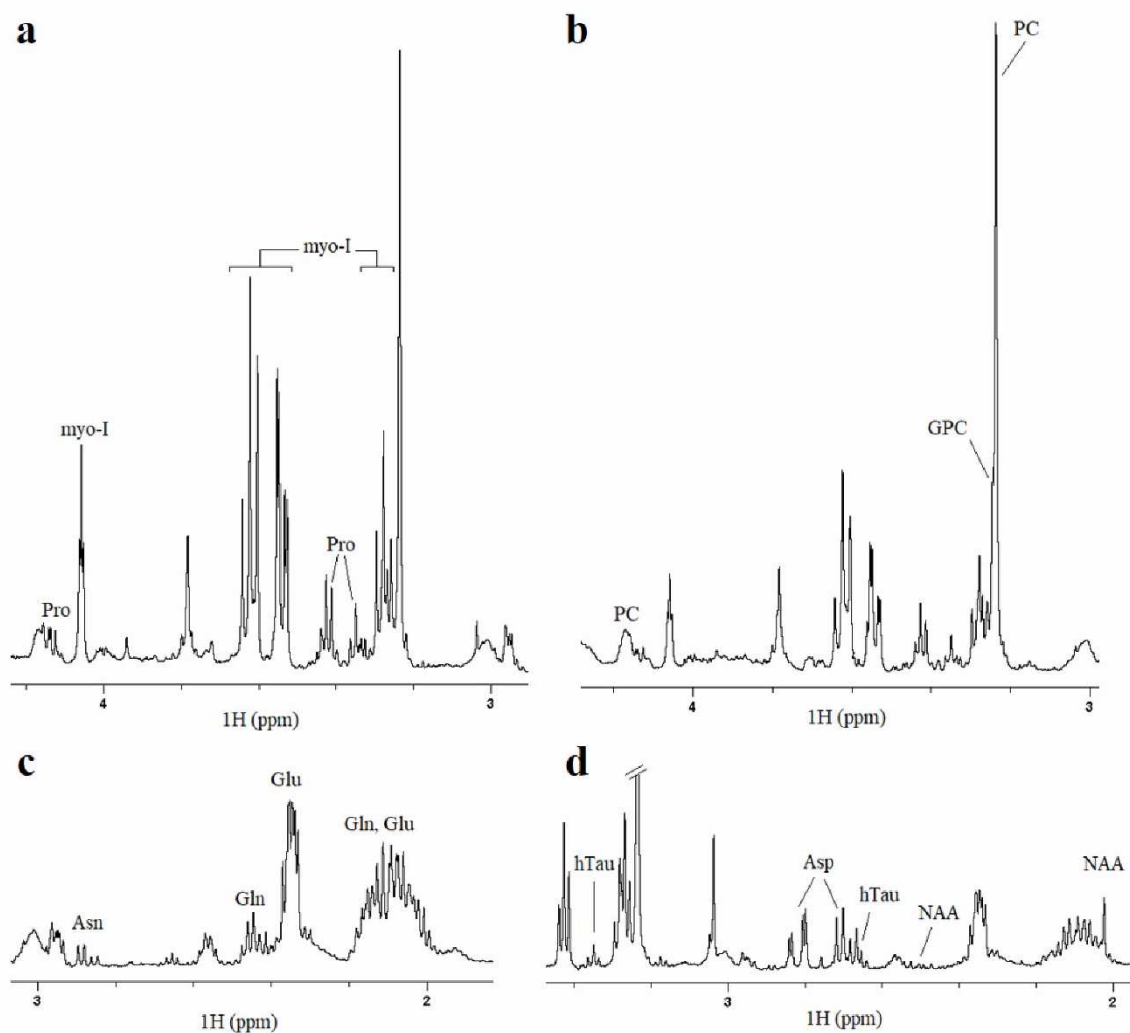 a
myo-I
myo-I
Pro
Pro
4
3
1H (ppm)
b
PC
GPC
PC
4
3
1H (ppm)
c
Glu
Gln, Glu
Gln
Asn
3
2
1H (ppm)
d
hTau
Asp
hTau
NAA
NAA
3
2
1H (ppm)